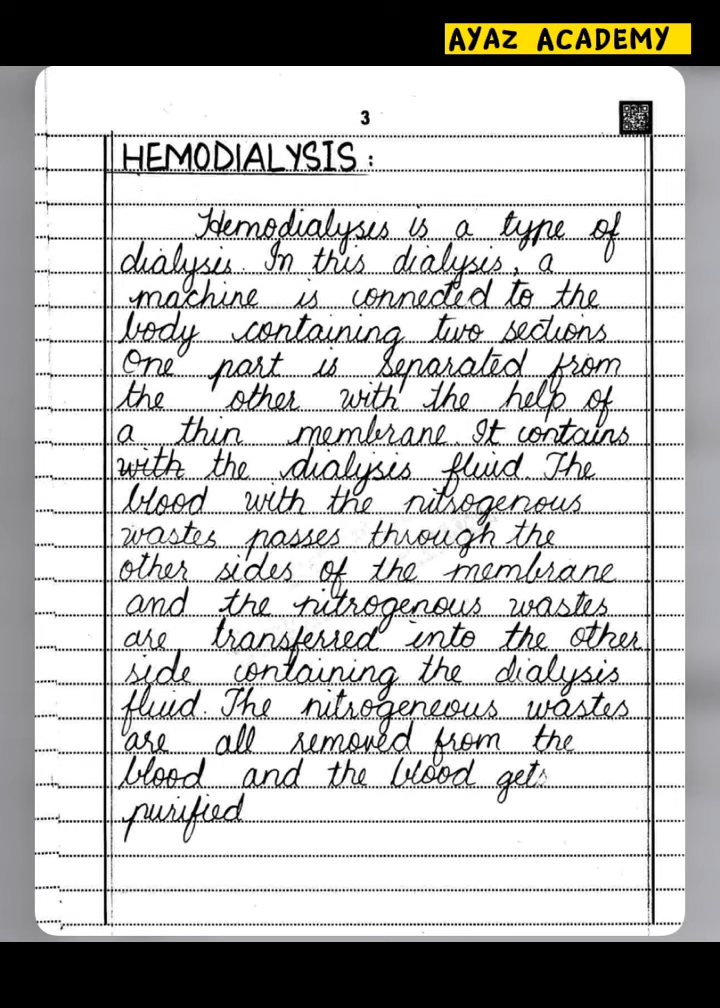 AYAZ ACADEMY
3
HEMODIALYSIS :
Hemodialysis is a type of
dialysis. In this dialysis, a
machine is connected to the
body containing two sections
One part is separated from
the other with the help of
a thin membrane. It contains
with the dialysis fluid. The
blood with the nitrogenous
wastes passes through the
other sides of the membrane
and the nitrogenous wastes
are transferred into the other
side containing the dialysis
fluid. The nitrogeneous wastes
are all removed from the
blood and the blood gets
purified